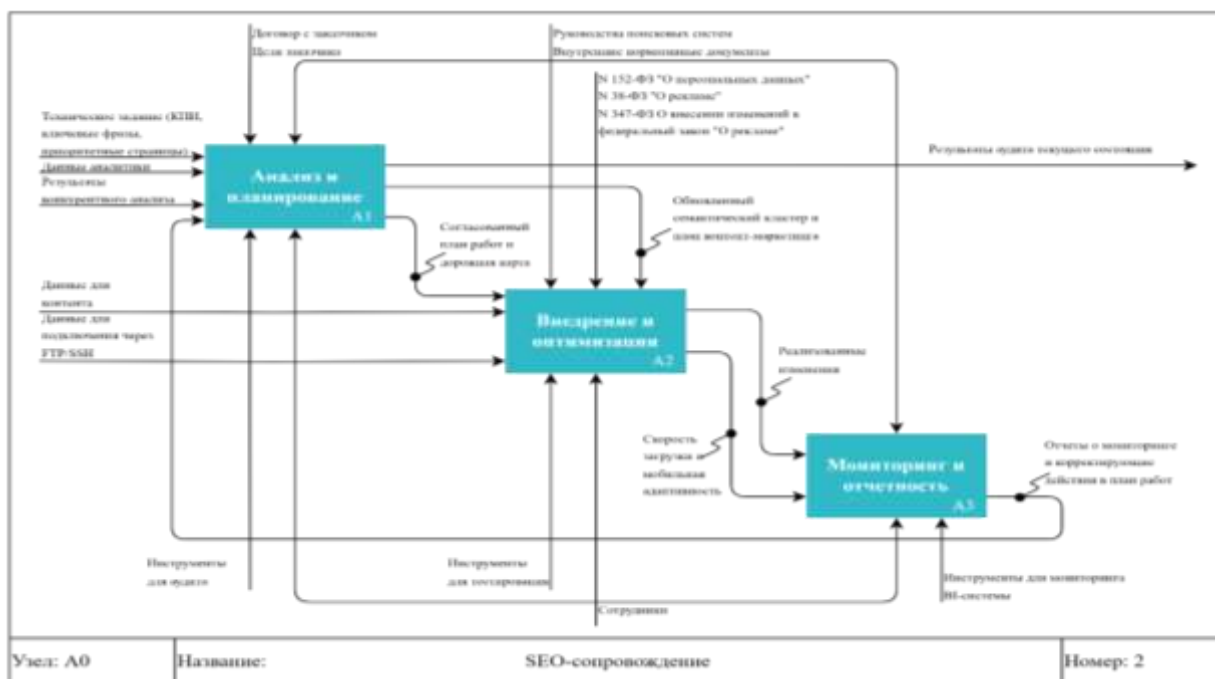 Договор с заказчиком
Цели заказчика
Руководства поисковых систем
Внутренние нормативные документы
N 152-ФЗ "О персональных данных"
N 38-ФЗ "О рекламе"
N 347-ФЗ О внесении изменений в
федеральный закон "О рекламе"
Техническое задание (КПИ,
ключевые фразы,
приоритетные страницы)
Данные аналитики
Результаты
конкурентного анализа
Анализ и
планирование
A1
Результаты аудита текущего состояния
Согласованный
план работ и
дорожная карта
Обновленный
семантический кластер и
план контент-маркетинга
Данные для
контента
Данные для
подключения через
FTP/SSH
Внедрение и
оптимизация
A2
Реализованные
изменения
Скорость
загрузки и
мобильная
адаптивность
Мониторинг и
отчетность
A3
Отчеты о мониторинге
и корректирующие
действия в план работ
Инструменты
для аудита
Инструменты
для тестирования
Сотрудники
Инструменты для мониторинга
BI-системы
Узел: A0
Название:
SEO-сопровождение
Номер: 2